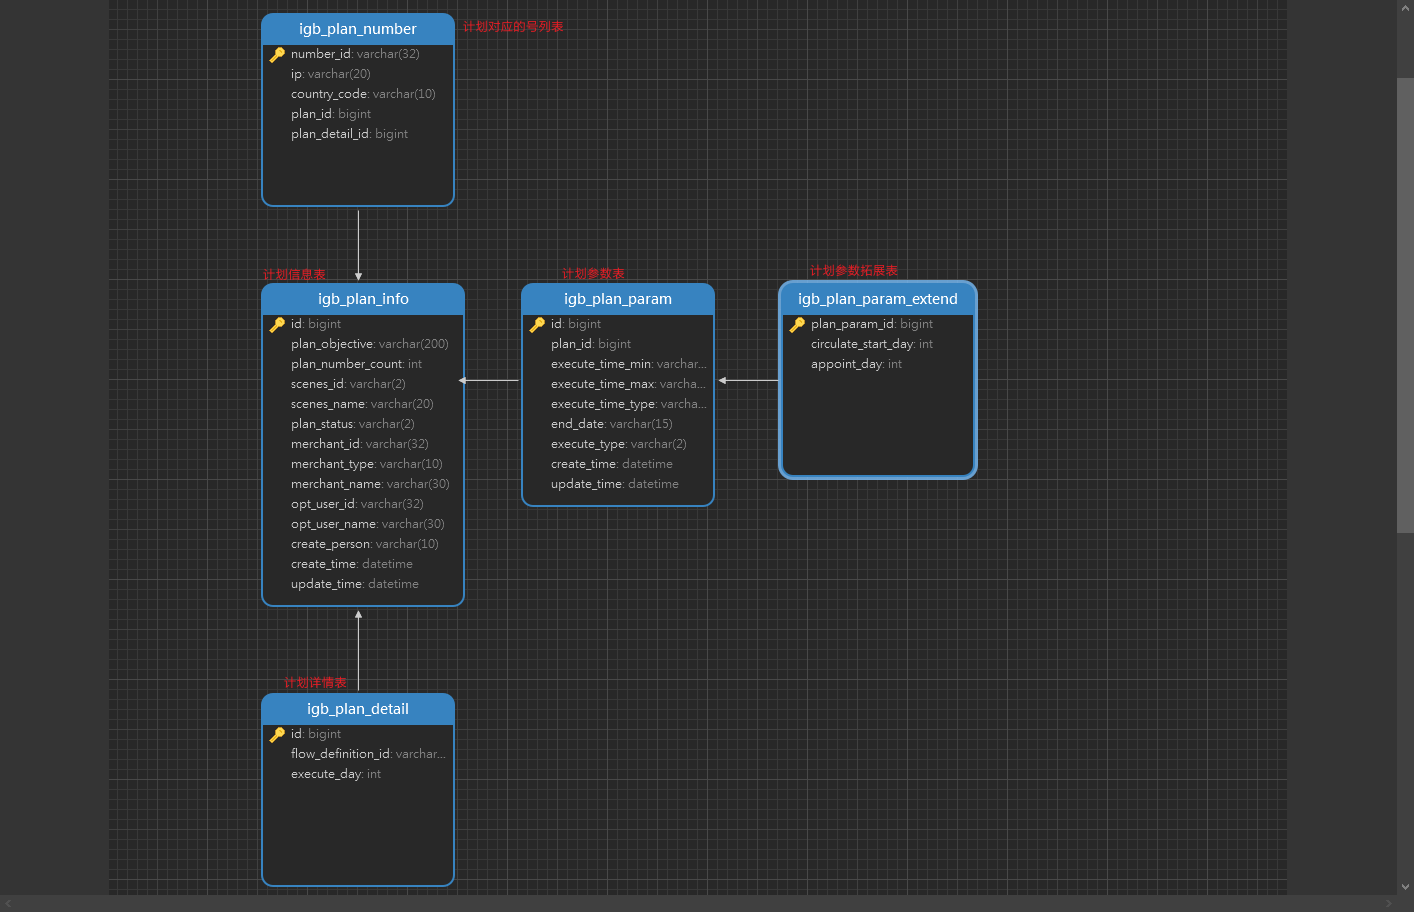 igb_plan_number
计划对应的号列表
number_id: varchar(32)
ip: varchar(20)
country_code: varchar(10)
plan_id: bigint
plan_detail_id: bigint
计划信息表
igb_plan_info
id: bigint
plan_objective: varchar(200)
plan_number_count: int
scenes_id: varchar(2)
scenes_name: varchar(20)
plan_status: varchar(2)
merchant_id: varchar(32)
merchant_type: varchar(10)
merchant_name: varchar(30)
opt_user_id: varchar(32)
opt_user_name: varchar(30)
create_person: varchar(10)
create_time: datetime
update_time: datetime
计划参数表
igb_plan_param
id: bigint
plan_id: bigint
execute_time_min: varchar...
execute_time_max: varcha...
execute_time_type: varcha...
end_date: varchar(15)
execute_type: varchar(2)
create_time: datetime
update_time: datetime
计划参数拓展表
igb_plan_param_extend
plan_param_id: bigint
circulate_start_day: int
appoint_day: int
计划详情表
igb_plan_detail
id: bigint
flow_definition_id: varchar...
execute_day: int